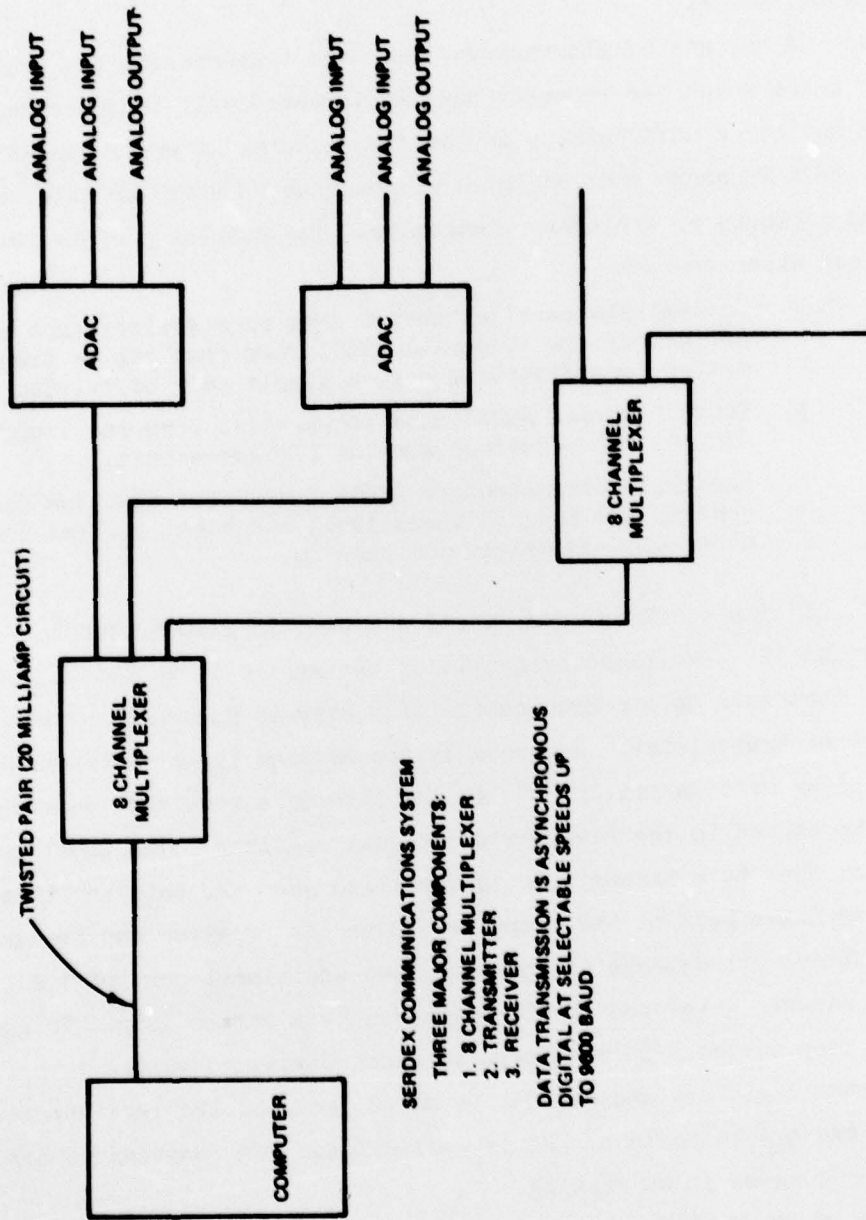 TWISTED PAIR (20 MILLIAMP CIRCUIT)
COMPUTER
8 CHANNEL
MULTIPLEXER
ADAC
ANALOG INPUT
ANALOG INPUT
ANALOG OUTPUT
ADAC
ANALOG INPUT
ANALOG INPUT
ANALOG OUTPUT
8 CHANNEL
MULTIPLEXER
SERDEX COMMUNICATIONS SYSTEM
THREE MAJOR COMPONENTS:
1. 8 CHANNEL MULTIPLEXER
2. TRANSMITTER
3. RECEIVER
DATA TRANSMISSION IS ASYNCHRONOUS
DIGITAL AT SELECTABLE SPEEDS UP
TO 9600 BAUD